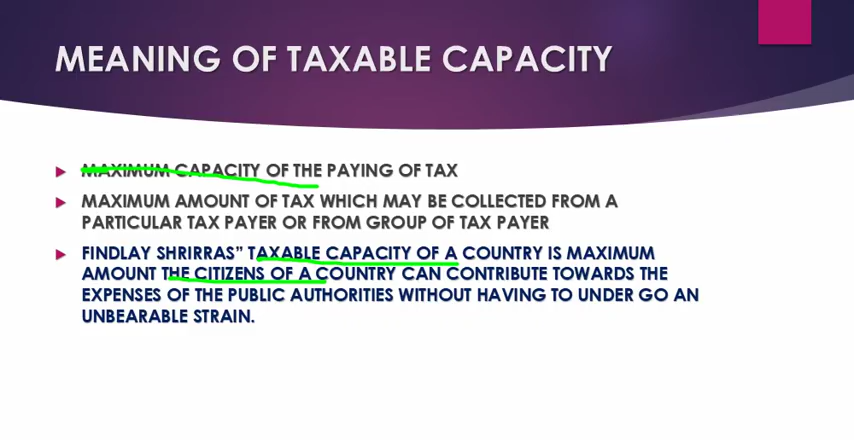 MEANING OF TAXABLE CAPACITY
MAXIMUM CAPACITY OF THE PAYING OF TAX
MAXIMUM AMOUNT OF TAX WHICH MAY BE COLLECTED FROM A
PARTICULAR TAX PAYER OR FROM GROUP OF TAX PAYER
FINDLAY SHRIRRAS” TAXABLE CAPACITY OF A COUNTRY IS MAXIMUM
AMOUNT THE CITIZENS OF A COUNTRY CAN CONTRIBUTE TOWARDS THE
EXPENSES OF THE PUBLIC AUTHORITIES WITHOUT HAVING TO UNDER GO AN
UNBEARABLE STRAIN.